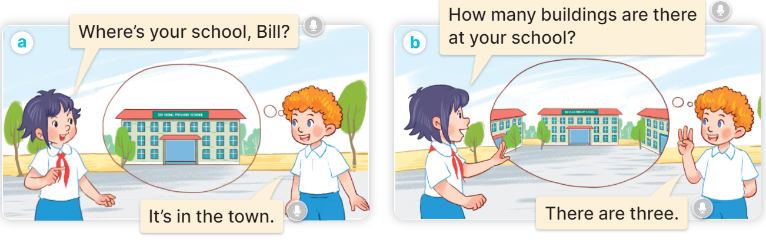 a
Where's your school, Bill?
It's in the town.
b
How many buildings are there
at your school?
There are three.